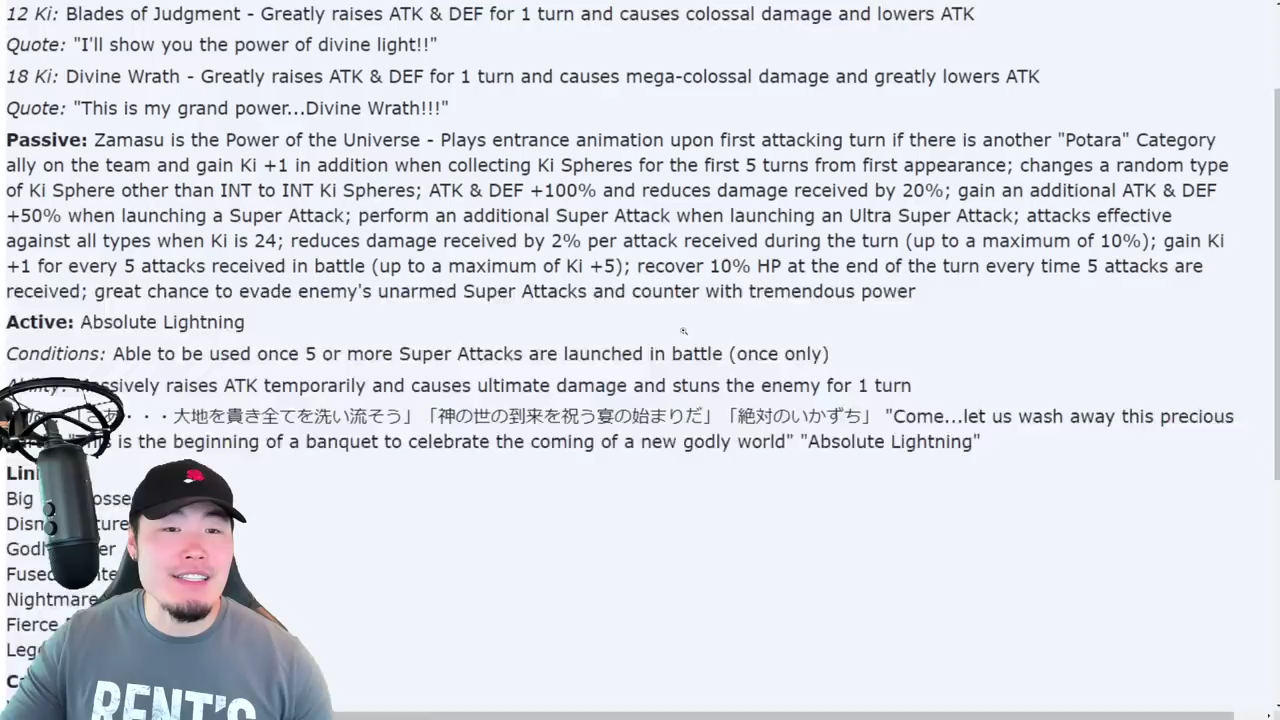 12 Ki: Blades of Judgment - Greatly raises ATK & DEF for 1 turn and causes colossal damage and lowers ATK
Quote: "I'll show you the power of divine light!!"
18 Ki: Divine Wrath - Greatly raises ATK & DEF for 1 turn and causes mega-colossal damage and greatly lowers ATK
Quote: "This is my grand power...Divine Wrath!!!"
Passive: Zamasu is the Power of the Universe - Plays entrance animation upon first attacking turn if there is another "Potara" Category
ally on the team and gain Ki +1 in addition when collecting Ki Spheres for the first 5 turns from first appearance; changes a random type
of Ki Sphere other than INT to INT Ki Spheres; ATK & DEF +100% and reduces damage received by 20%; gain an additional ATK & DEF
+50% when launching a Super Attack; perform an additional Super Attack when launching an Ultra Super Attack; attacks effective
against all types when Ki is 24; reduces damage received by 2% per attack received during the turn (up to a maximum of 10%); gain Ki
+1 for every 5 attacks received in battle (up to a maximum of Ki +5); recover 10% HP at the end of the turn every time 5 attacks are
received; great chance to evade enemy's unarmed Super Attacks and counter with tremendous power
Active: Absolute Lightning
Conditions: Able to be used once 5 or more Super Attacks are launched in battle (once only)
raises ATK temporarily and causes ultimate damage and stuns the enemy for 1 turn
・・・大地を貴き全てを洗い流そう」「神の世の到来を祝う宴の始まりだ」「絶対のいかずち」 "Come...let us wash away this precious
is the beginning of a banquet to celebrate the coming of a new godly world" "Absolute Lightning"
Big
Nightmare
Fierce
RENT'S